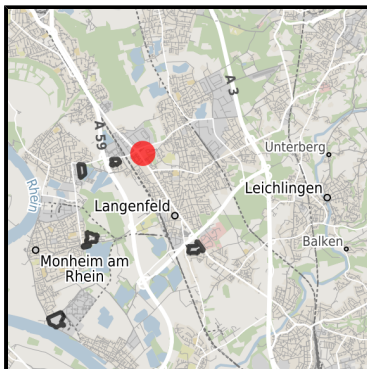 A 3
A 59
Unterberg
Rhein
Leichlingen
Langenfeld
Balken
Monheim am
Rhein